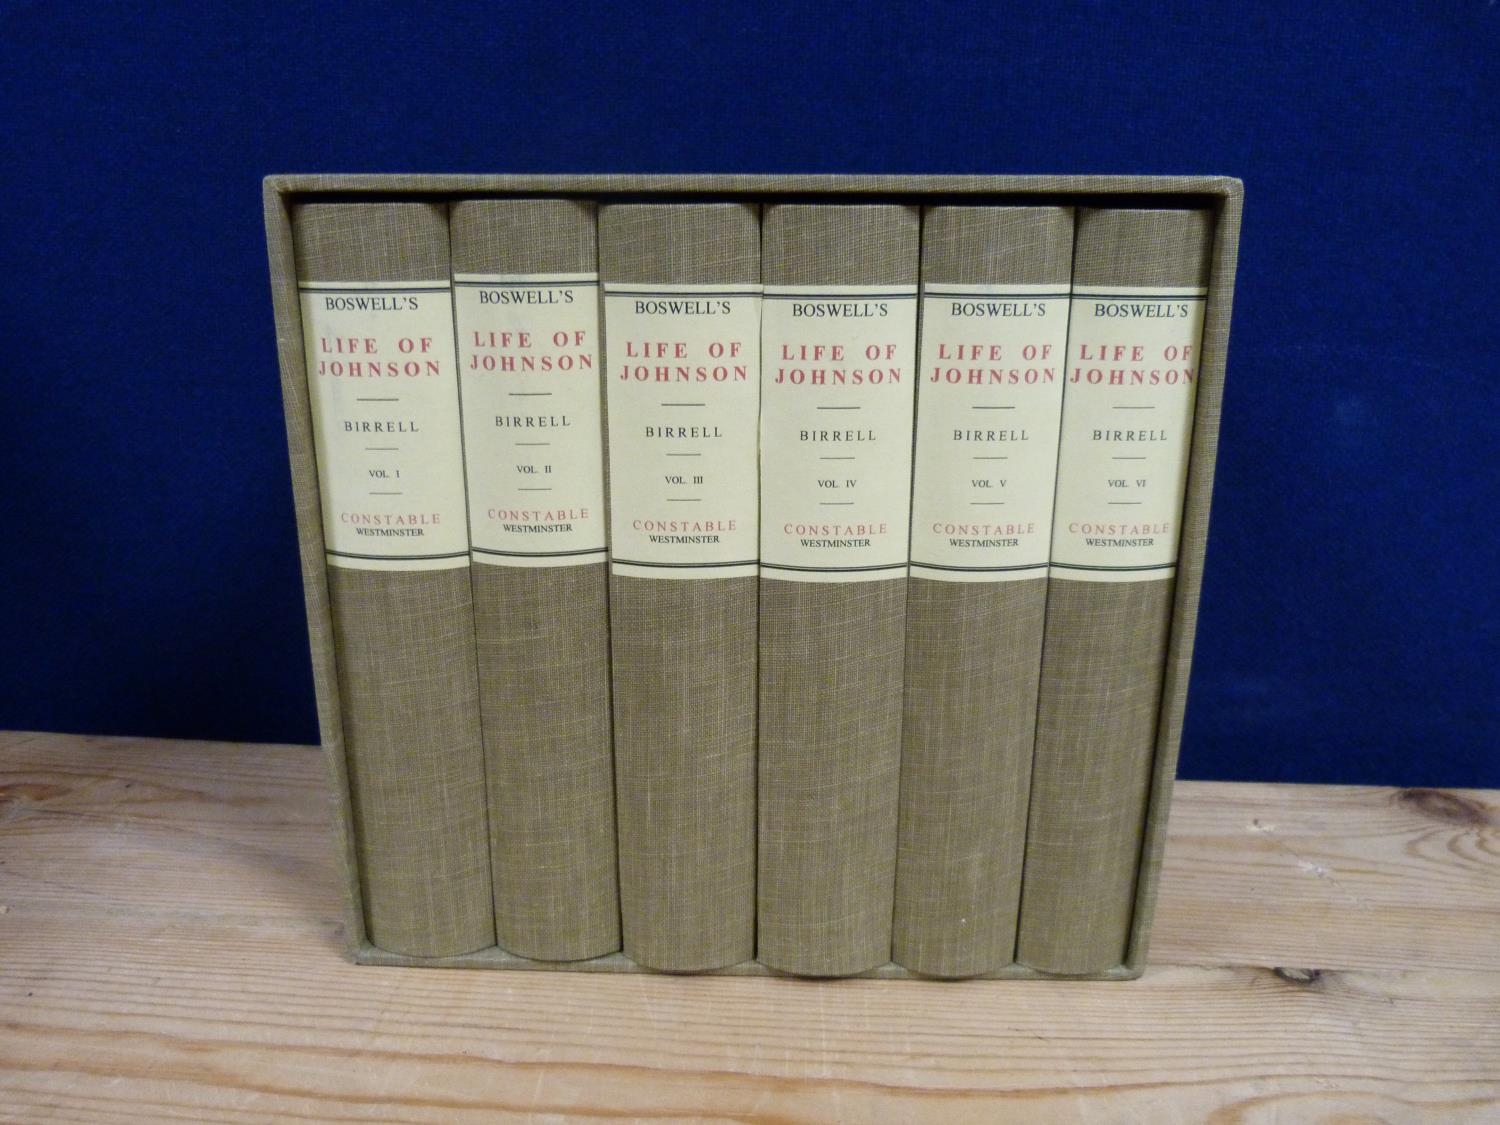 BOSWELL'S
LIFE OF
JOHNSON
BIRRELL
VOL. I
CONSTABLE
WESTMINSTER
BOSWELL'S
LIFE OF
JOHNSON
BIRRELL
VOL. II
CONSTABLE
WESTMINSTER
BOSWELL'S
LIFE OF
JOHNSON
BIRRELL
VOL. III
CONSTABLE
WESTMINSTER
BOSWELL'S
LIFE OF
JOHNSON
BIRRELL
VOL. IV
CONSTABLE
WESTMINSTER
BOSWELL'S
LIFE OF
JOHNSON
BIRRELL
VOL. V
CONSTABLE
WESTMINSTER
BOSWELL'S
LIFE OF
JOHNSON
BIRRELL
VOL. VI
CONSTABLE
WESTMINSTER